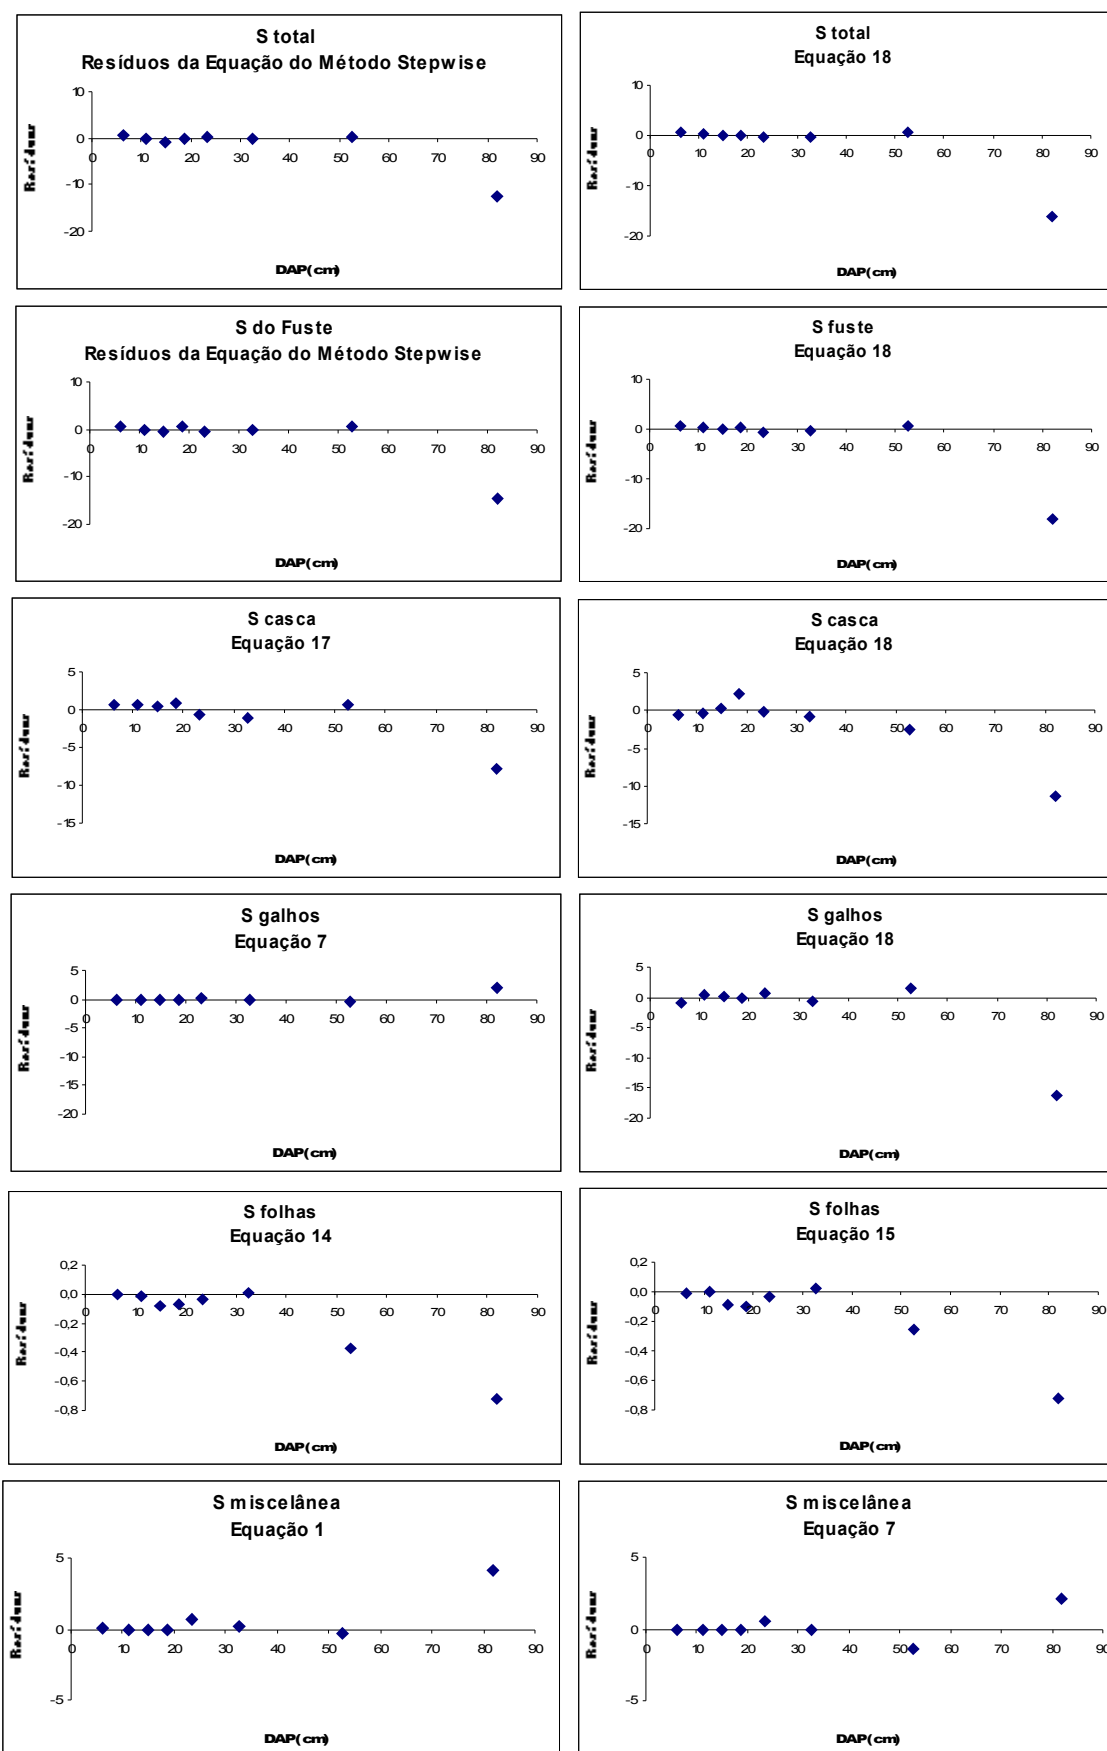 S total
Resíduos da Equação do Método Stepwise
10
0
-10
-20
0 10 20 30 40 50 60 70 80 90
Resíduos
DAP(cm)
S total
Equação 18
10
0
-10
-20
0 10 20 30 40 50 60 70 80 90
Resíduos
DAP(cm)
S do Fuste
Resíduos da Equação do Método Stepwise
10
0
-10
-20
0 10 20 30 40 50 60 70 80 90
Resíduos
DAP(cm)
S fuste
Equação 18
10
0
-10
-20
0 10 20 30 40 50 60 70 80 90
Resíduos
DAP(cm)
S casca
Equação 17
5
0
-5
-10
-15
0 10 20 30 40 50 60 70 80 90
Resíduos
DAP(cm)
S casca
Equação 18
5
0
-5
-10
-15
0 10 20 30 40 50 60 70 80 90
Resíduos
DAP(cm)
S galhos
Equação 7
5
0
-5
-10
-15
-20
0 10 20 30 40 50 60 70 80 90
Resíduos
DAP(cm)
S galhos
Equação 18
5
0
-5
-10
-15
-20
0 10 20 30 40 50 60 70 80 90
Resíduos
DAP(cm)
S folhas
Equação 14
0,2
0,0
-0,2
-0,4
-0,6
-0,8
0 10 20 30 40 50 60 70 80 90
Resíduos
DAP(cm)
S folhas
Equação 15
0,2
0,0
-0,2
-0,4
-0,6
-0,8
0 10 20 30 40 50 60 70 80 90
Resíduos
DAP(cm)
S miscelânea
Equação 1
5
0
-5
0 10 20 30 40 50 60 70 80 90
Resíduos
DAP(cm)
S miscelânea
Equação 7
5
0
-5
0 10 20 30 40 50 60 70 80 90
Resíduos
DAP(cm)